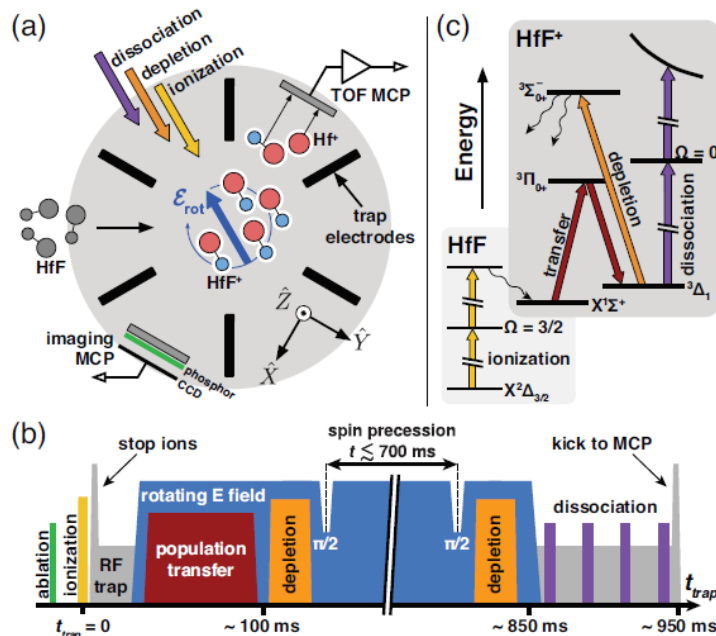 (a)
dissociation
depletion
ionization
TOF MCP
Hf⁺
ℰrot
trap
electrodes
HfF
HfF⁺
Ẑ
Ŷ
X̂
imaging
MCP
phosphor
CCD
(c)
HfF⁺
Energy
³Σ⁻₀₊
Ω = 0
³Π₀₊
depletion
transfer
dissociation
³Δ₁
X¹Σ⁺
HfF
Ω = 3/2
ionization
X²Δ₃/₂
(b)
stop ions
spin precession
t ≲ 700 ms
kick to MCP
rotating E field
dissociation
ablation
ionization
RF
trap
population
transfer
depletion
π/2
π/2
depletion
t_trap
t_trap = 0
~ 100 ms
~ 850 ms
~ 950 ms